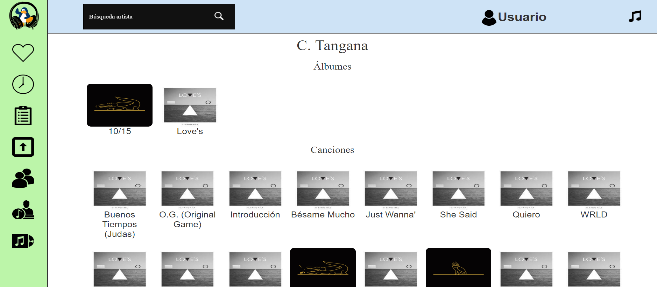 Búsqueda artista
Usuario
C. Tangana
Álbumes
10/15
Love's
Canciones
Buenos
Tiempos
(Judas)
O.G. (Original
Game)
Introducción
Bésame Mucho
Just Wanna'
She Said
Quiero
WRLD